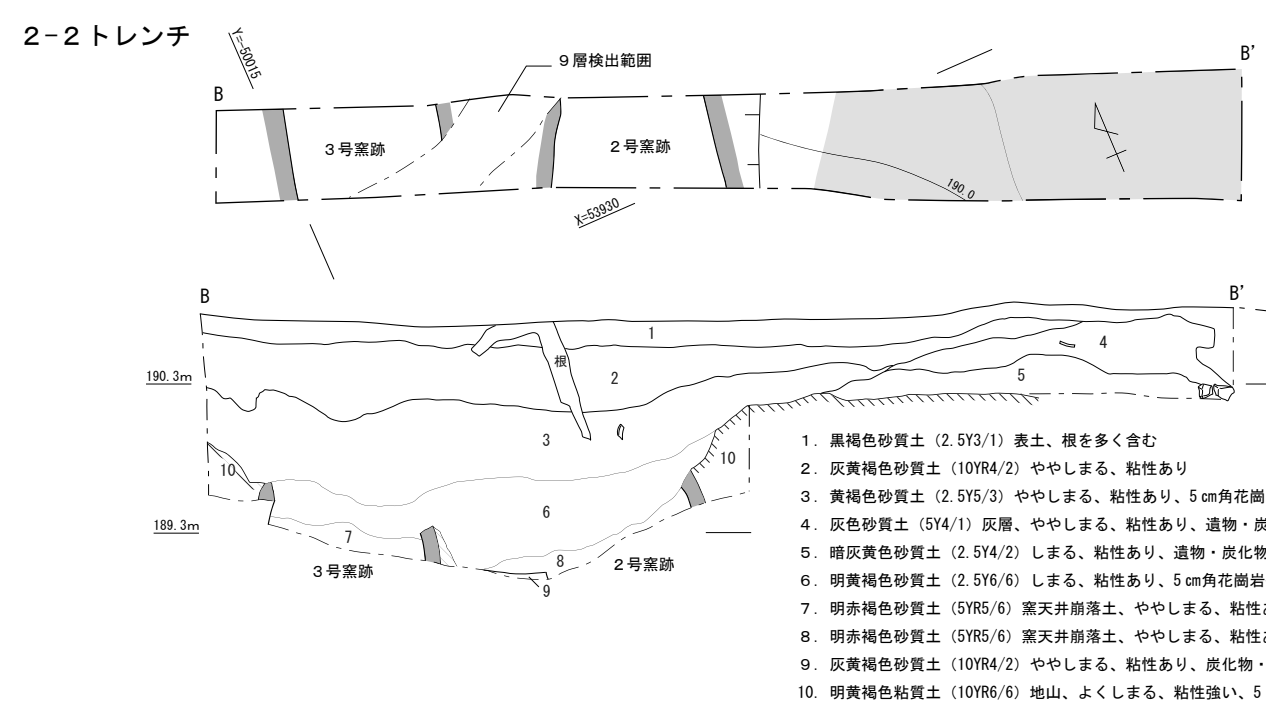 2-2トレンチ
Y=-50015
9層検出範囲
B
B'
3号窯跡
2号窯跡
190.0
X=53930
B
B'
1
根
4
190.3m
2
5
3
10
10
6
189.3m
7
8
3号窯跡
2号窯跡
9
1. 黒褐色砂質土（2.5Y3/1）表土、根を多く含む
2. 灰黄褐色砂質土（10YR4/2）ややしまる、粘性あり
3. 黄褐色砂質土（2.5Y5/3）ややしまる、粘性あり、5㎝角花崗
4. 灰色砂質土（5Y4/1）灰層、ややしまる、粘性あり、遺物・炭
5. 暗灰黄色砂質土（2.5Y4/2）しまる、粘性あり、遺物・炭化物
6. 明黄褐色砂質土（2.5Y6/6）しまる、粘性あり、5㎝角花崗岩
7. 明赤褐色砂質土（5YR5/6）窯天井崩落土、ややしまる、粘性
8. 明赤褐色砂質土（5YR5/6）窯天井崩落土、ややしまる、粘性
9. 灰黄褐色砂質土（10YR4/2）ややしまる、粘性あり、炭化物・
10. 明黄褐色粘質土（10YR6/6）地山、よくしまる、粘性強い、5